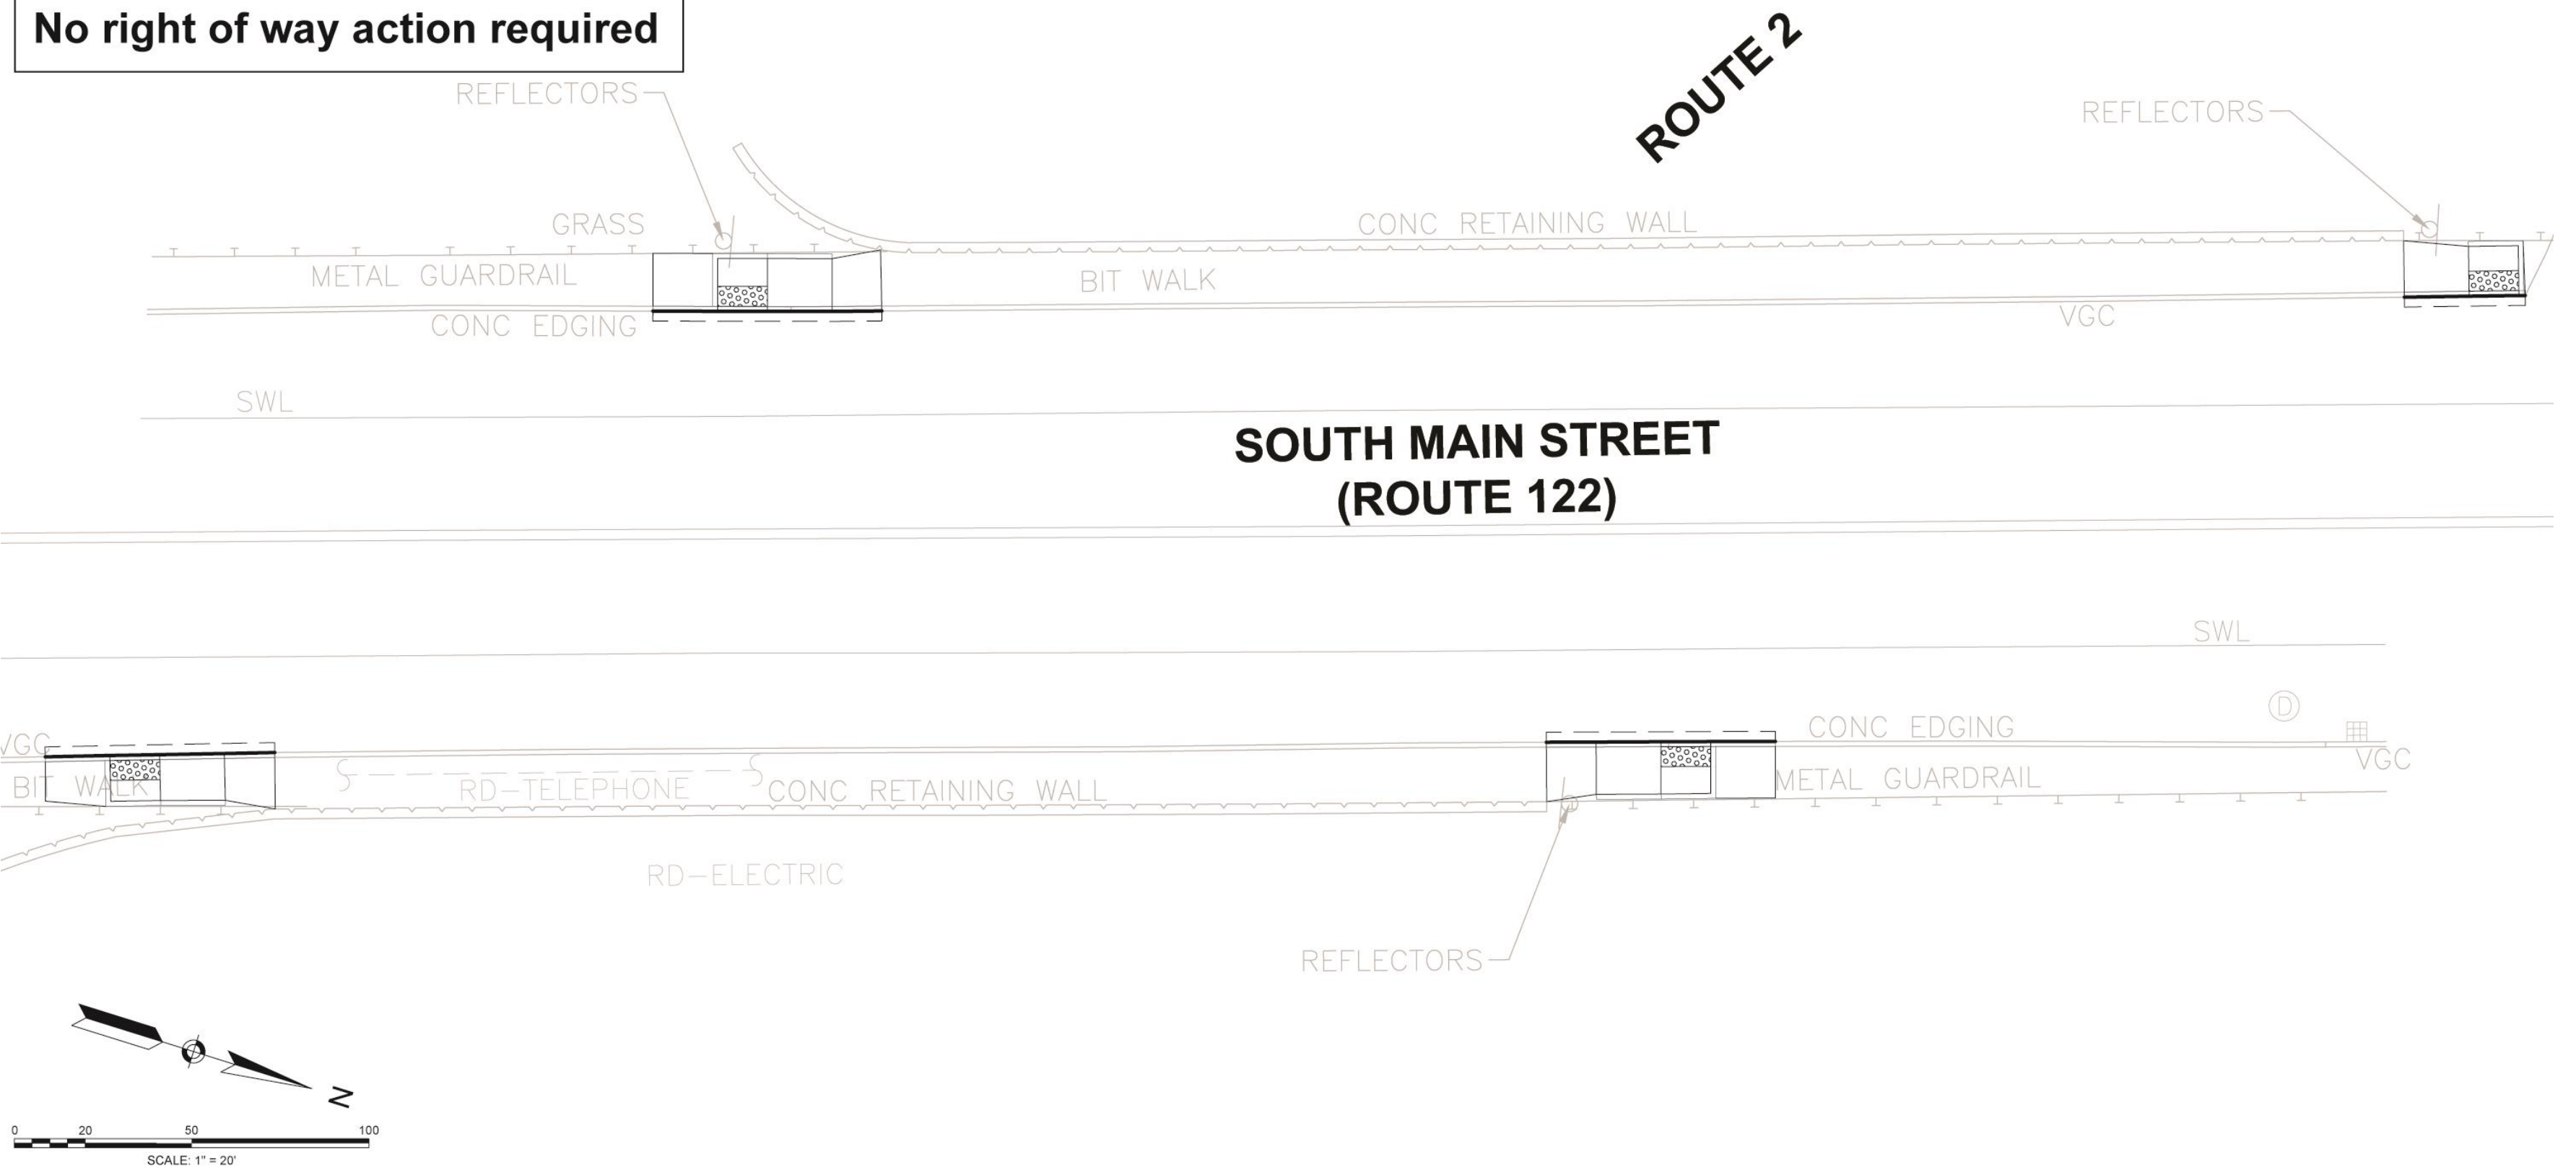 No right of way action required
ROUTE 2
REFLECTORS
REFLECTORS
GRASS
CONC RETAINING WALL
METAL GUARDRAIL
BIT WALK
CONC EDGING
VGC
SWL
SOUTH MAIN STREET
(ROUTE 122)
SWL
D
VGC
CONC EDGING
VGC
BIT WALK
RD-TELEPHONE
CONC RETAINING WALL
METAL GUARDRAIL
RD-ELECTRIC
REFLECTORS
N
0 20 50 100
SCALE: 1" = 20'